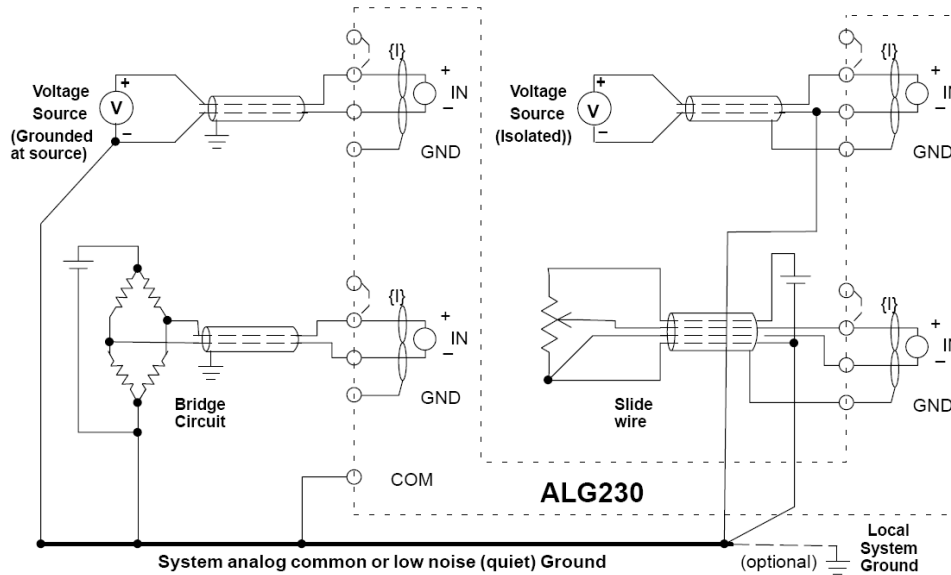 {I}
+
IN
−
GND
Voltage
Source
(Grounded
at source)
+
V
−
{I}
+
IN
−
GND
Voltage
Source
(Isolated))
+
V
−
{I}
+
IN
−
GND
Bridge
Circuit
{I}
+
IN
−
GND
Slide
wire
COM
ALG230
System analog common or low noise (quiet) Ground
(optional)
Local
System
Ground